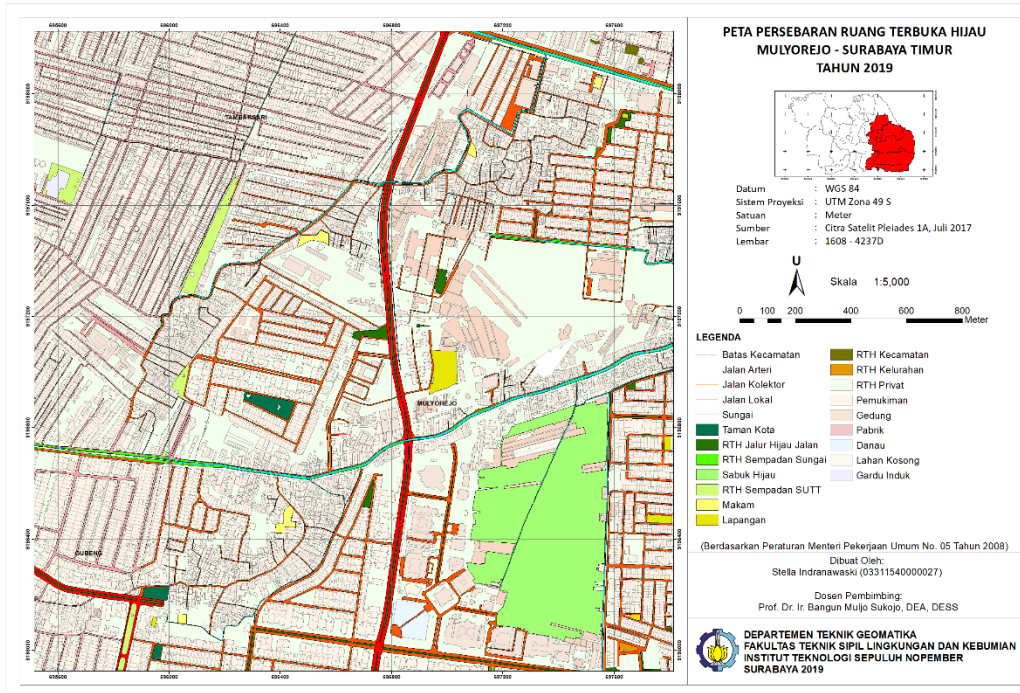 PETA PERSEBARAN RUANG TERBUKA HIJAU
MULYOREJO - SURABAYA TIMUR
TAHUN 2019
Datum : WGS 84
Sistem Proyeksi : UTM Zona 49 S
Satuan : Meter
Sumber : Citra Satelit Pleiades 1A, Juli 2017
Lembar : 1608 - 4237D
U
Skala 1:5,000
0 100 200 400 600 800
Meter
LEGENDA
Batas Kecamatan
Jalan Arteri
Jalan Kolektor
Jalan Lokal
Sungai
Taman Kota
RTH Jalur Hijau Jalan
RTH Sempadan Sungai
Sabuk Hijau
RTH Sempadan SUTT
Makam
Lapangan
RTH Kecamatan
RTH Kelurahan
RTH Privat
Pemukiman
Gedung
Pabrik
Danau
Lahan Kosong
Gardu Induk
(Berdasarkan Peraturan Menteri Pekerjaan Umum No. 05 Tahun 2008)
Dibuat Oleh:
Stella Indranawaski (03311540000027)
Dosen Pembimbing:
Prof. Dr. Ir. Bangun Muljo Sukojo, DEA, DESS
DEPARTEMEN TEKNIK GEOMATIKA
FAKULTAS TEKNIK SIPIL LINGKUNGAN DAN KEBUMIAN
INSTITUT TEKNOLOGI SEPULUH NOPEMBER
SURABAYA 2019
TAMBAKSARI
MULYOREJO
GUBENG